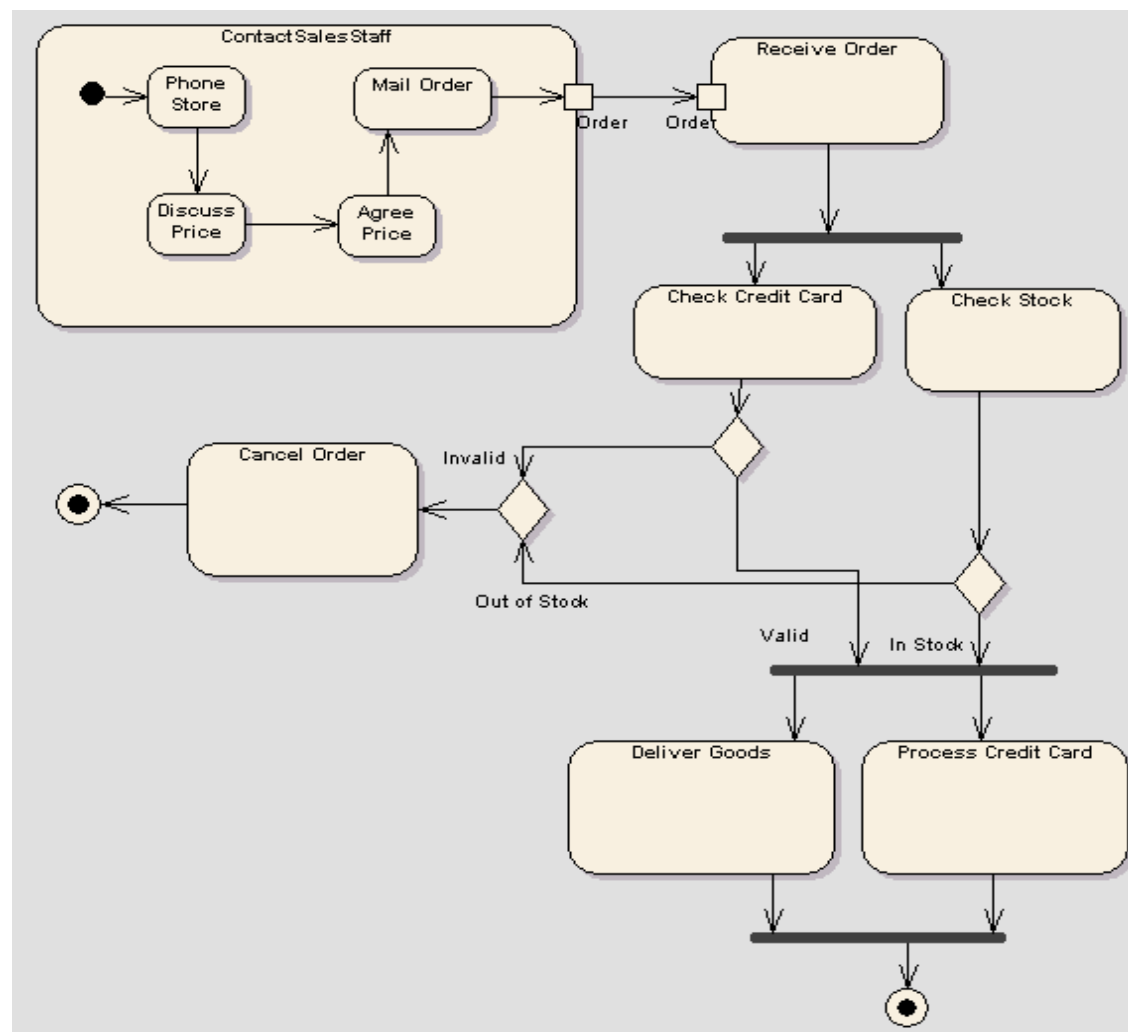 ContactSalesStaff
Receive Order
Phone
Store
Mail Order
Order
Order
Discuss
Price
Agree
Price
Check Credit Card
Check Stock
Cancel Order
Invalid
Out of Stock
Valid
In Stock
Deliver Goods
Process Credit Card